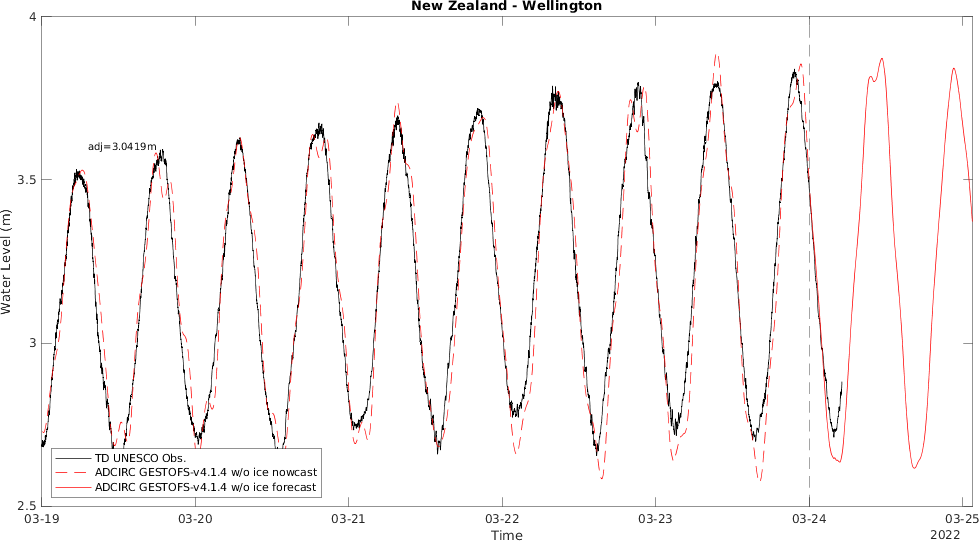 New Zealand - Wellington
4
3.5
3
2.5
Water Level (m)
adj=3.0419m
TD UNESCO Obs.
ADCIRC GESTOFS-v4.1.4 w/o ice nowcast
ADCIRC GESTOFS-v4.1.4 w/o ice forecast
03-19 03-20 03-21 03-22 03-23 03-24 03-25
Time
2022